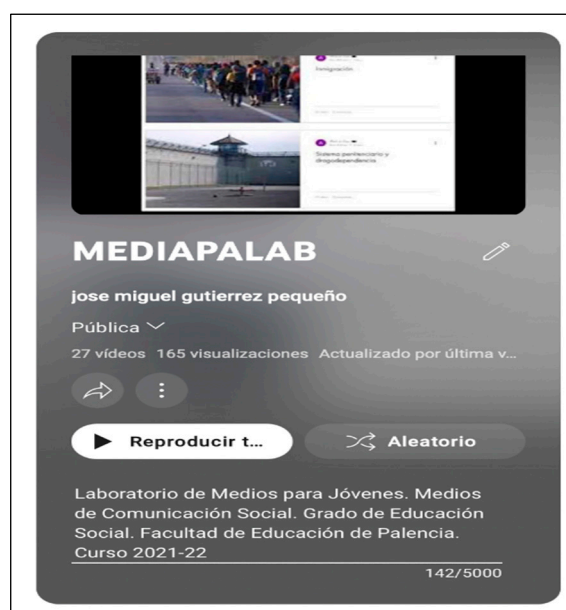 Inmigración
Sistema penitenciario y
drogodependencia
MEDIAPALAB
jose miguel gutierrez pequeño
Pública
27 vídeos 165 visualizaciones Actualizado por última v...
Reproducir t...
Aleatorio
Laboratorio de Medios para Jóvenes. Medios
de Comunicación Social. Grado de Educación
Social. Facultad de Educación de Palencia.
Curso 2021-22
142/5000